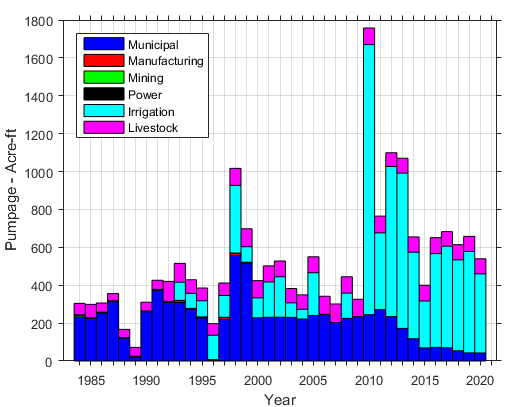 1800
1600
1400
1200
1000
800
600
400
200
0
Pumpage - Acre-ft
Municipal
Manufacturing
Mining
Power
Irrigation
Livestock
1985 1990 1995 2000 2005 2010 2015 2020
Year